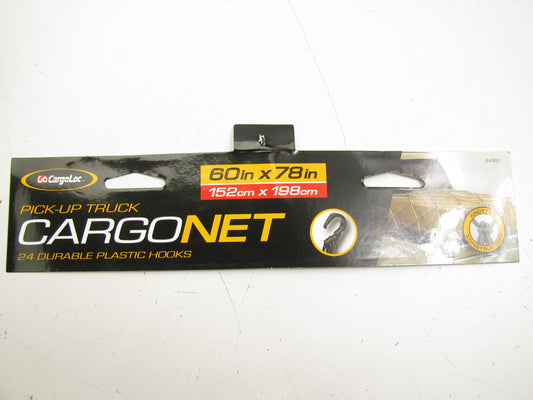 CargoLoc
60in x 78in
152cm x 198cm
PICK-UP TRUCK
CARGONET
24 DURABLE PLASTIC HOOKS